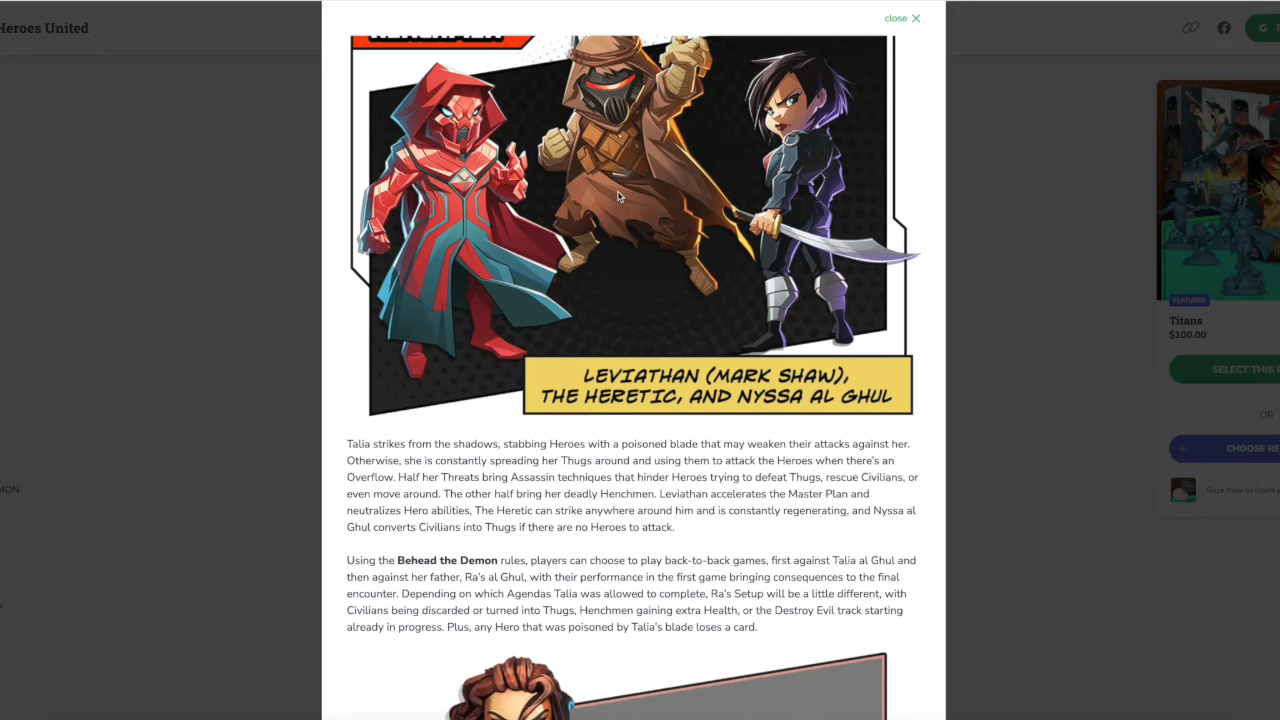 Heroes United
close
LEVIATHAN (MARK SHAW),
THE HERETIC, AND NYSSA AL GHUL
Talia strikes from the shadows, stabbing Heroes with a poisoned blade that may weaken their attacks against her.
Otherwise, she is constantly spreading her Thugs around and using them to attack the Heroes when there's an
Overflow. Half her Threats bring Assassin techniques that hinder Heroes trying to defeat Thugs, rescue Civilians, or
even move around. The other half bring her deadly Henchmen. Leviathan accelerates the Master Plan and
neutralizes Hero abilities, The Heretic can strike anywhere around him and is constantly regenerating, and Nyssa al
Ghul converts Civilians into Thugs if there are no Heroes to attack.
Using the Behead the Demon rules, players can choose to play back-to-back games, first against Talia al Ghul and
then against her father, Ra's al Ghul, with their performance in the first game bringing consequences to the final
encounter. Depending on which Agendas Talia was allowed to complete, Ra's Setup will be a little different, with
Civilians being discarded or turned into Thugs, Henchmen gaining extra Health, or the Destroy Evil track starting
already in progress. Plus, any Hero that was poisoned by Talia's blade loses a card.
FEATURED
Titans
$100.00
SELECT THIS
OR
CHOOSE RE
Back now to
MON